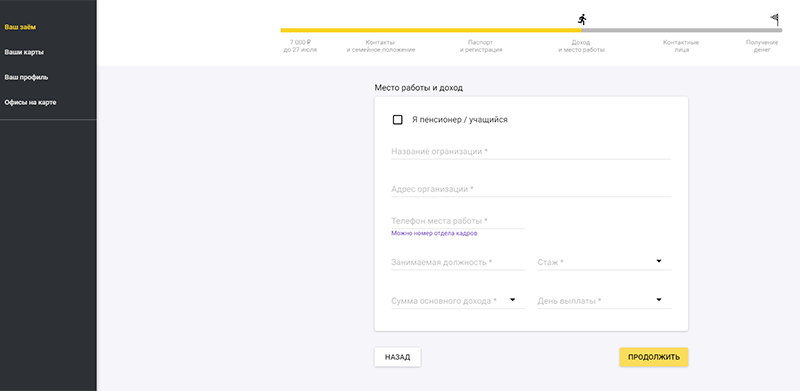 Ваш заём
Ваши карты
Ваш профиль
Офисы на карте
7 000 ₽
до 27 июля
Контакты
и семейное положение
Паспорт
и регистрация
Доход
и место работы
Контактные
лица
Получение
денег
Место работы и доход
Я пенсионер / учащийся
Название огранизации *
Адрес организации *
Телефон места работы *
Можно номер отдела кадров
Занимаемая должность *
Стаж *
Сумма основного дохода *
День выплаты *
НАЗАД
ПРОДОЛЖИТЬ